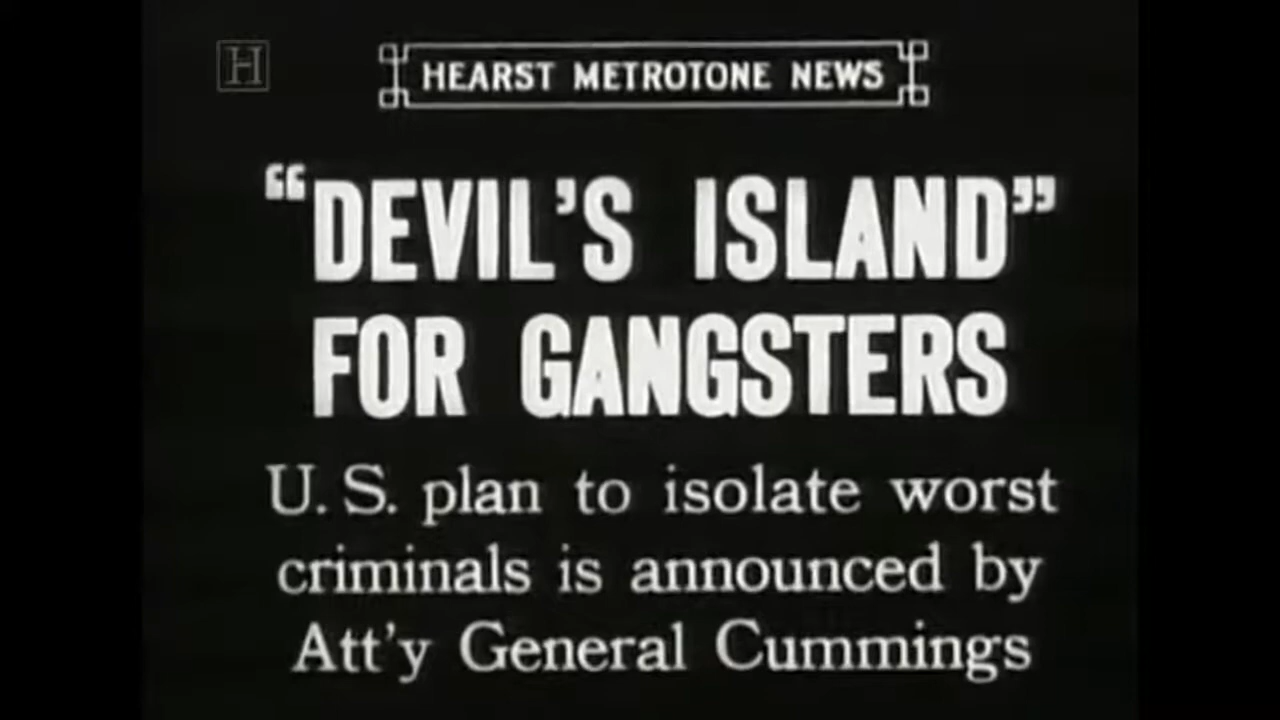 H
HEARST METROTONE NEWS
“DEVIL’S ISLAND”
FOR GANGSTERS
U. S. plan to isolate worst
criminals is announced by
Att’y General Cummings